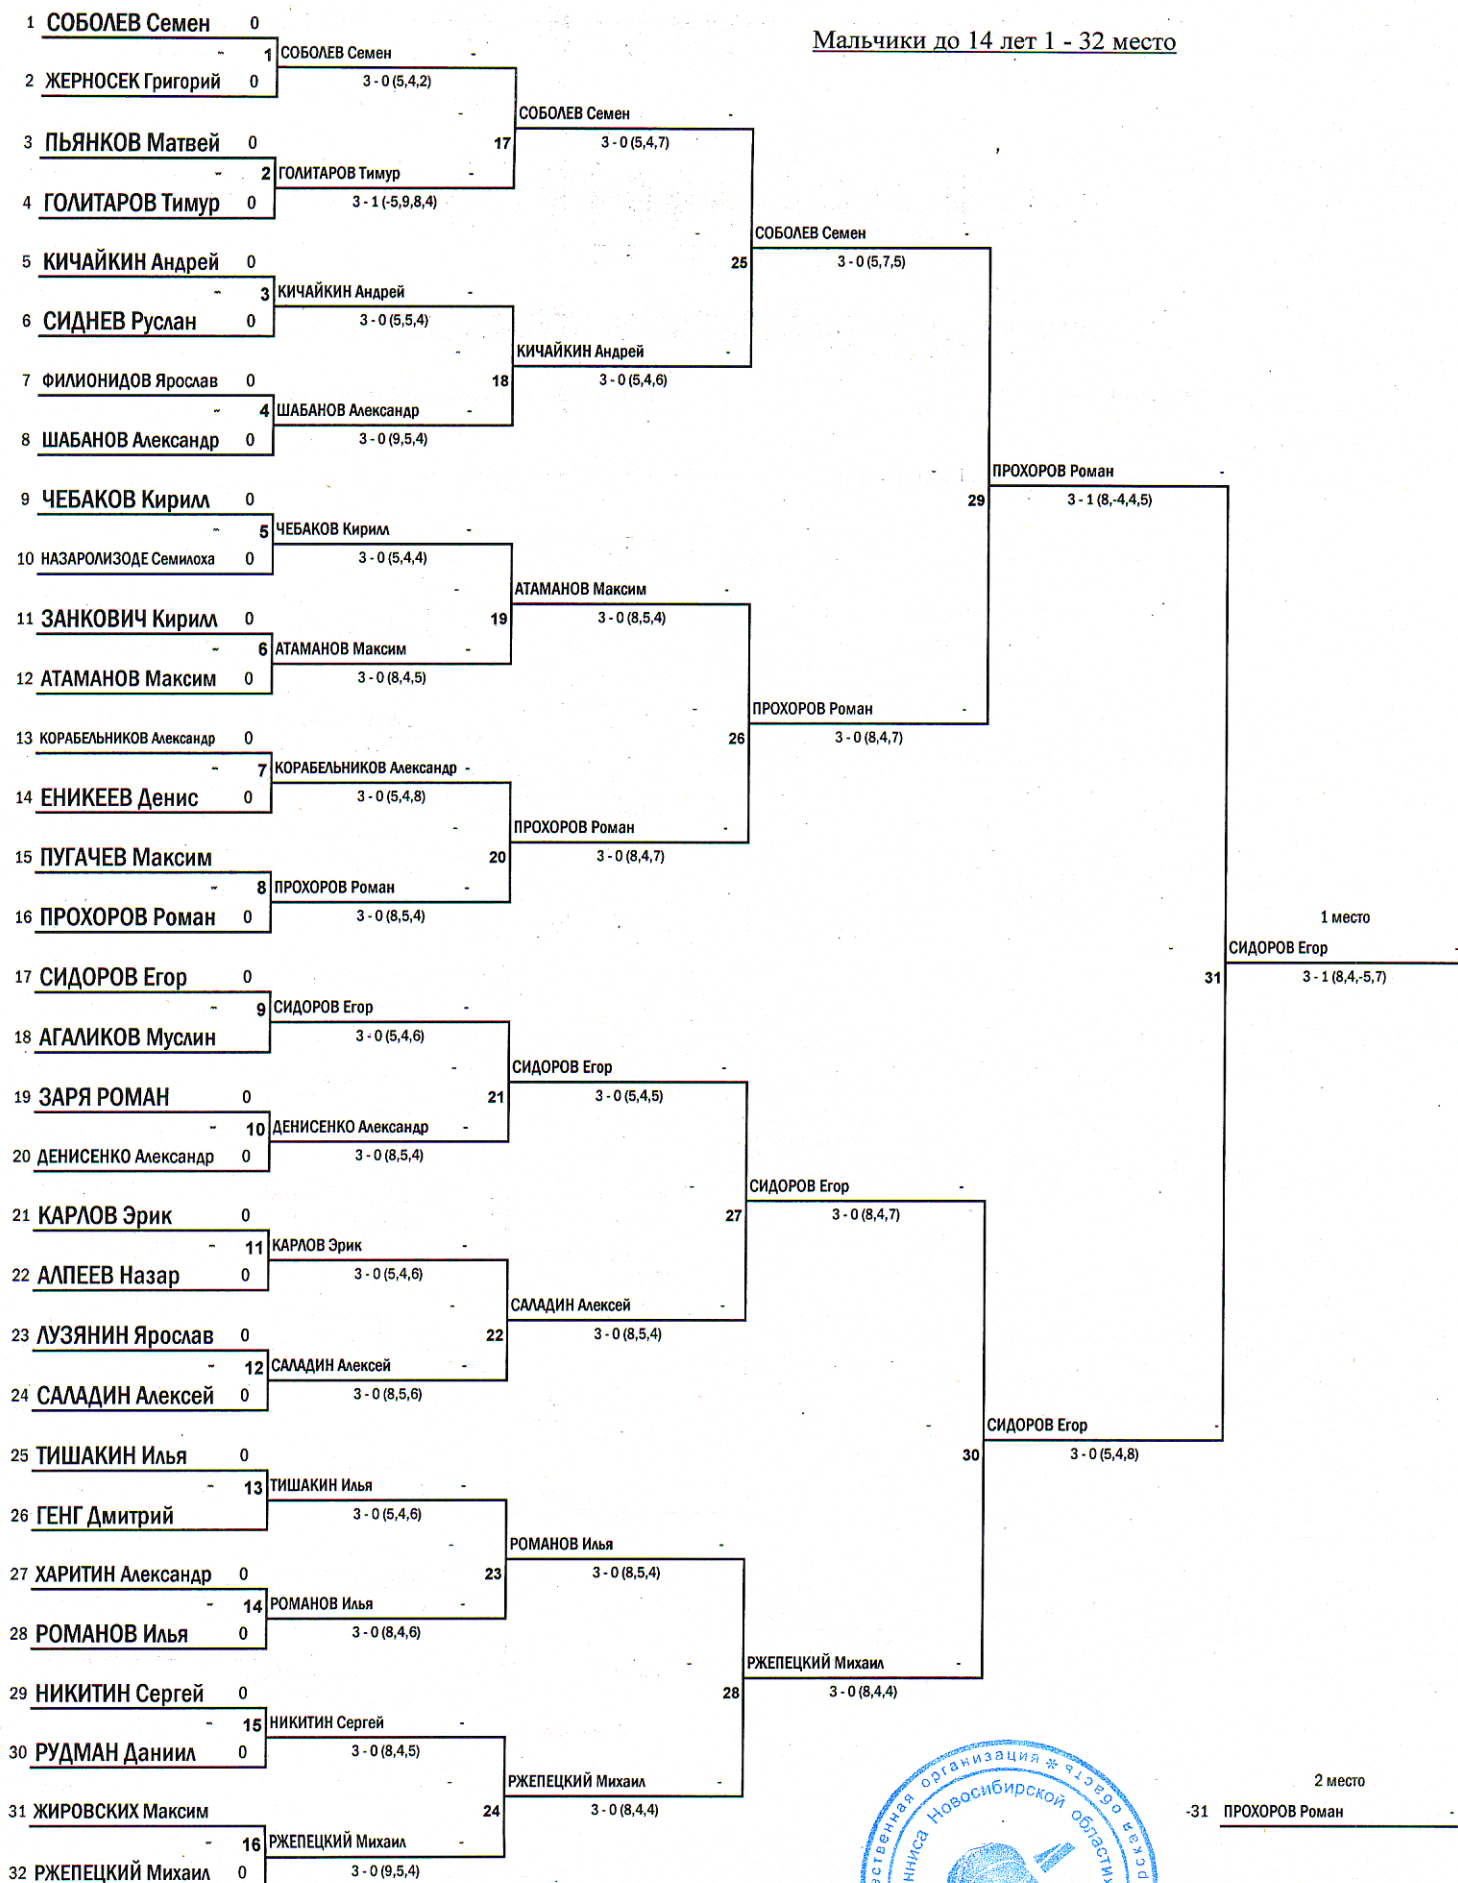 Мальчики до 14 лет 1 - 32 место
1 СОБОЛЕВ Семен 0
1 СОБОЛЕВ Семен -
2 ЖЕРНОСЕК Григорий 0
3 - 0 (5,4,2)
СОБОЛЕВ Семен -
17
3 - 0 (5,4,7)
3 ПЬЯНКОВ Матвей 0
2 ГОЛИТАРОВ Тимур -
4 ГОЛИТАРОВ Тимур 0
3 - 1 (-5,9,8,4)
СОБОЛЕВ Семен -
25
3 - 0 (5,7,5)
5 КИЧАЙКИН Андрей 0
3 КИЧАЙКИН Андрей -
6 СИДНЕВ Руслан 0
3 - 0 (5,5,4)
КИЧАЙКИН Андрей -
18
3 - 0 (5,4,6)
7 ФИЛИОНИДОВ Ярослав 0
4 ШАБАНОВ Александр -
8 ШАБАНОВ Александр 0
3 - 0 (9,5,4)
ПРОХОРОВ Роман -
29
3 - 1 (8,-4,4,5)
9 ЧЕБАКОВ Кирилл 0
5 ЧЕБАКОВ Кирилл -
10 НАЗАРОЛИЗОДЕ Семилоха 0
3 - 0 (5,4,4)
АТАМАНОВ Максим -
19
3 - 0 (8,5,4)
11 ЗАНКОВИЧ Кирилл 0
6 АТАМАНОВ Максим -
12 АТАМАНОВ Максим 0
3 - 0 (8,4,5)
ПРОХОРОВ Роман -
26
3 - 0 (8,4,7)
13 КОРАБЕЛЬНИКОВ Александр 0
7 КОРАБЕЛЬНИКОВ Александр -
14 ЕНИКЕЕВ Денис 0
3 - 0 (5,4,8)
ПРОХОРОВ Роман -
20
3 - 0 (8,4,7)
15 ПУГАЧЕВ Максим
8 ПРОХОРОВ Роман -
16 ПРОХОРОВ Роман 0
3 - 0 (8,5,4)
1 место
СИДОРОВ Егор -
31
3 - 1 (8,4,-5,7)
17 СИДОРОВ Егор 0
9 СИДОРОВ Егор -
18 АГАЛИКОВ Муслин
3 - 0 (5,4,6)
СИДОРОВ Егор -
21
3 - 0 (5,4,5)
19 ЗАРЯ РОМАН 0
10 ДЕНИСЕНКО Александр -
20 ДЕНИСЕНКО Александр 0
3 - 0 (8,5,4)
СИДОРОВ Егор -
27
3 - 0 (8,4,7)
21 КАРЛОВ Эрик 0
11 КАРЛОВ Эрик -
22 АЛПЕЕВ Назар 0
3 - 0 (5,4,6)
САЛАДИН Алексей -
22
3 - 0 (8,5,4)
23 ЛУЗЯНИН Ярослав 0
12 САЛАДИН Алексей -
24 САЛАДИН Алексей 0
3 - 0 (8,5,6)
СИДОРОВ Егор -
30
3 - 0 (5,4,8)
25 ТИШАКИН Илья 0
13 ТИШАКИН Илья -
26 ГЕНГ Дмитрий
3 - 0 (5,4,6)
РОМАНОВ Илья -
23
3 - 0 (8,5,4)
27 ХАРИТИН Александр 0
14 РОМАНОВ Илья -
28 РОМАНОВ Илья 0
3 - 0 (8,4,6)
РЖЕПЕЦКИЙ Михаил -
28
3 - 0 (8,4,4)
29 НИКИТИН Сергей 0
15 НИКИТИН Сергей -
30 РУДМАН Даниил 0
3 - 0 (8,4,5)
РЖЕПЕЦКИЙ Михаил -
24
3 - 0 (8,4,4)
31 ЖИРОВСКИХ Максим
16 РЖЕПЕЦКИЙ Михаил -
32 РЖЕПЕЦКИЙ Михаил 0
3 - 0 (9,5,4)
2 место
-31 ПРОХОРОВ Роман -
организация
Новосибирской области